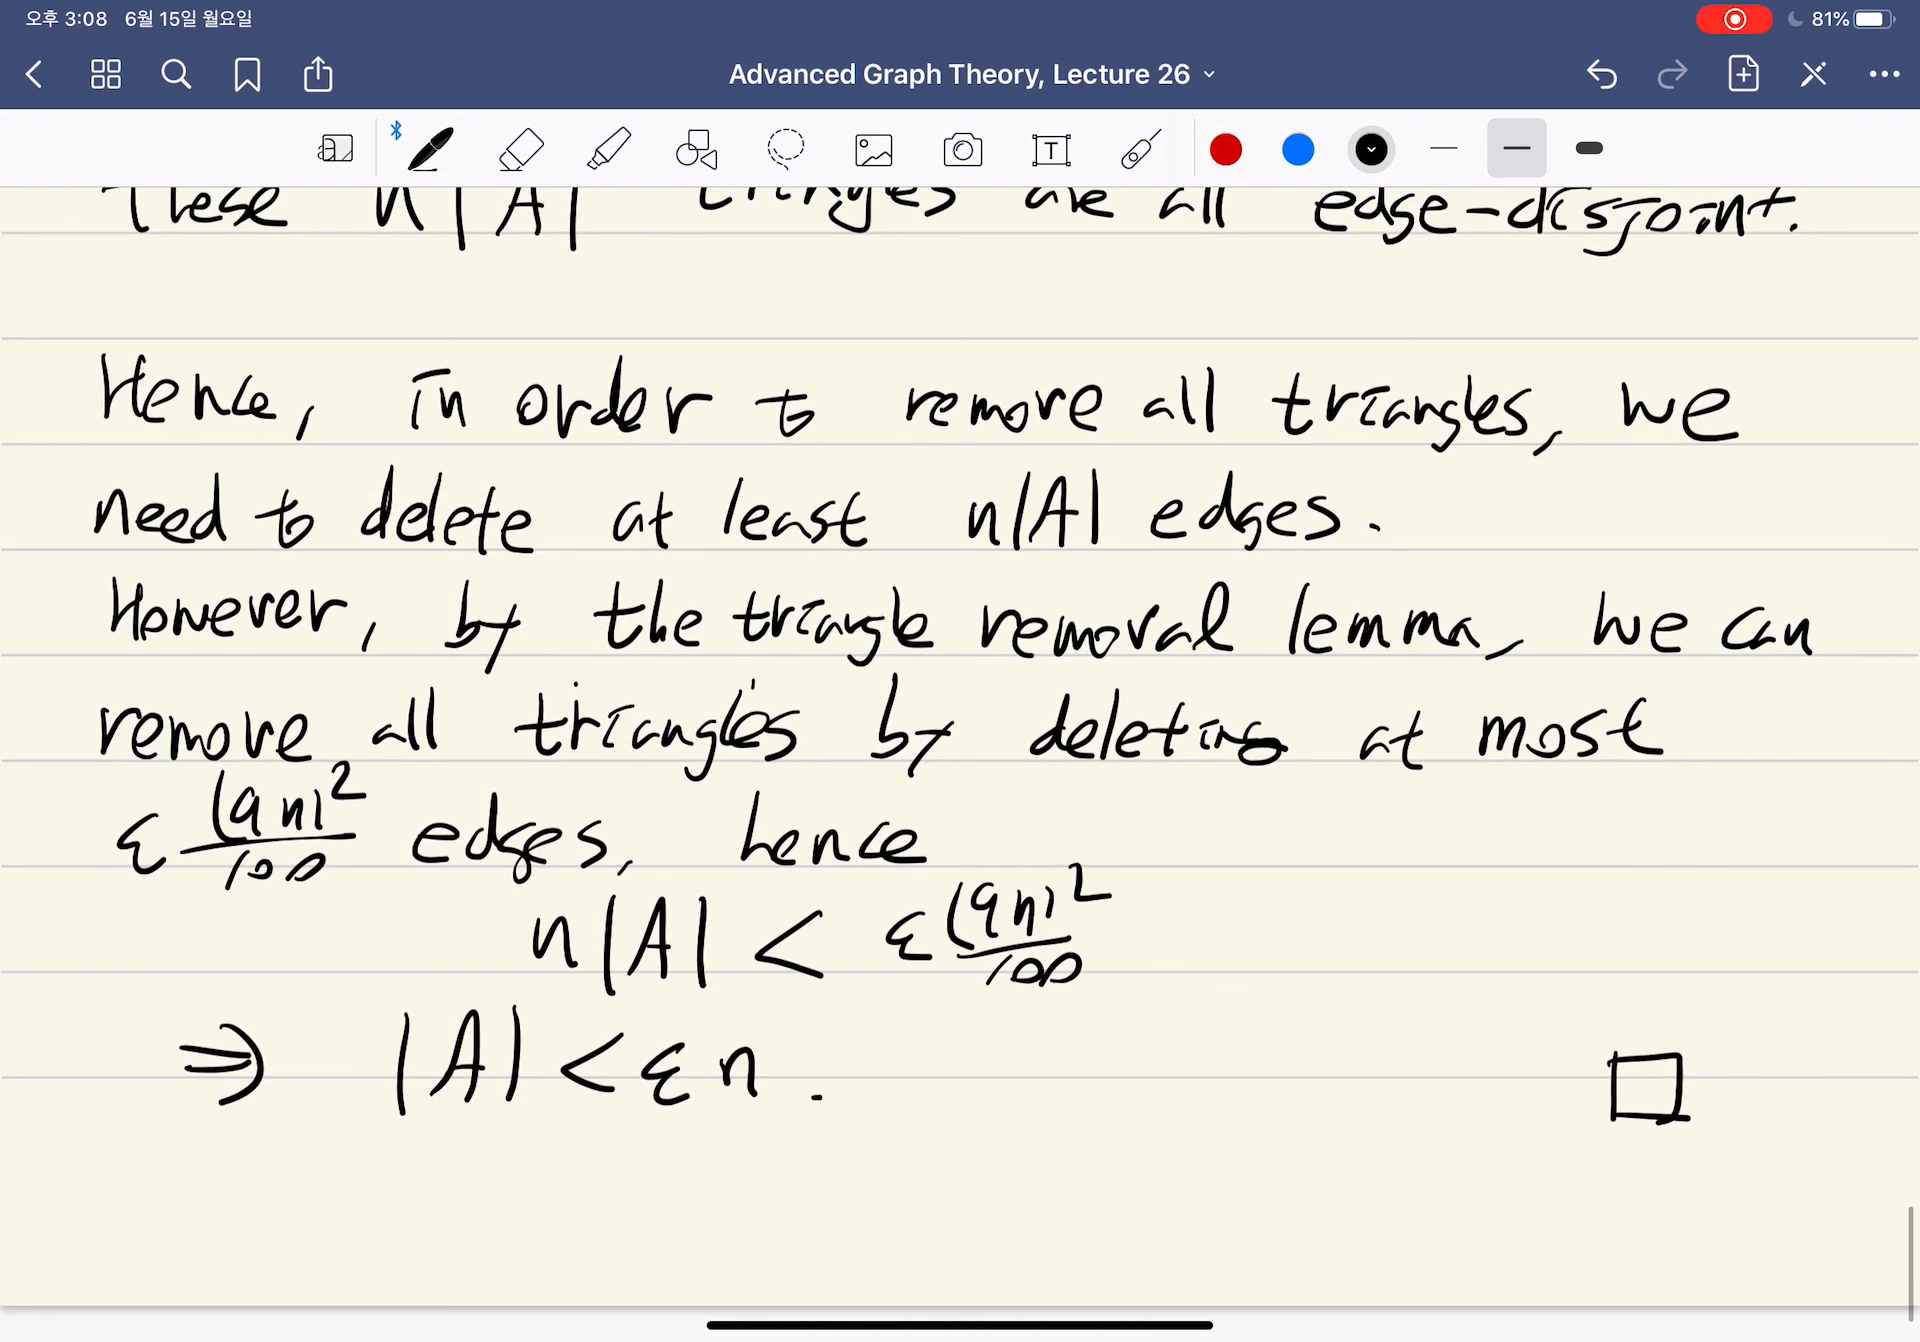 오후 3:08 6월 15일 월요일
81%
Advanced Graph Theory, Lecture 26
These n|A| triangles are all edge-disjoint.
Hence, in order to remove all triangles, we
need to delete at least n|A| edges.
However, by the triangle removal lemma, we can
remove all triangles by deleting at most
ε (9n)²/100 edges, hence
n|A| < ε (9n)²/100
⇒ |A| < εn.